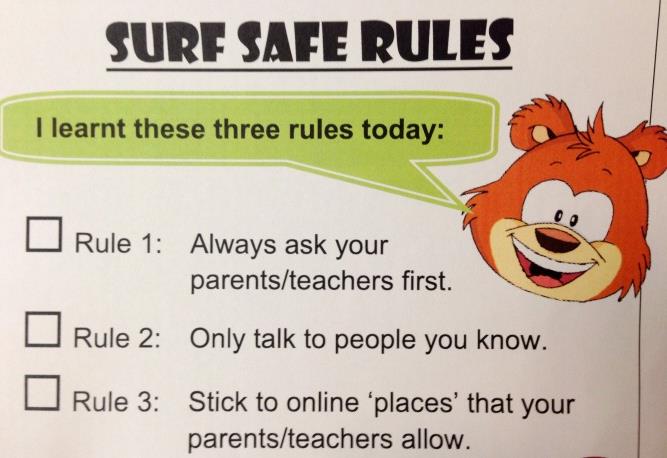 SURF SAFE RULES
I learnt these three rules today:
Rule 1: Always ask your
parents/teachers first.
Rule 2: Only talk to people you know.
Rule 3: Stick to online ‘places’ that your
parents/teachers allow.